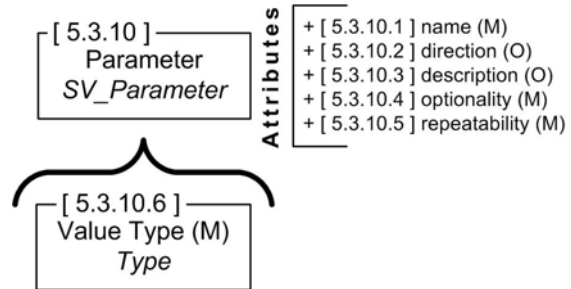 [ 5.3.10 ]
Parameter
SV_Parameter
Attributes
+ [ 5.3.10.1 ] name (M)
+ [ 5.3.10.2 ] direction (O)
+ [ 5.3.10.3 ] description (O)
+ [ 5.3.10.4 ] optionality (M)
+ [ 5.3.10.5 ] repeatability (M)
[ 5.3.10.6 ]
Value Type (M)
Type